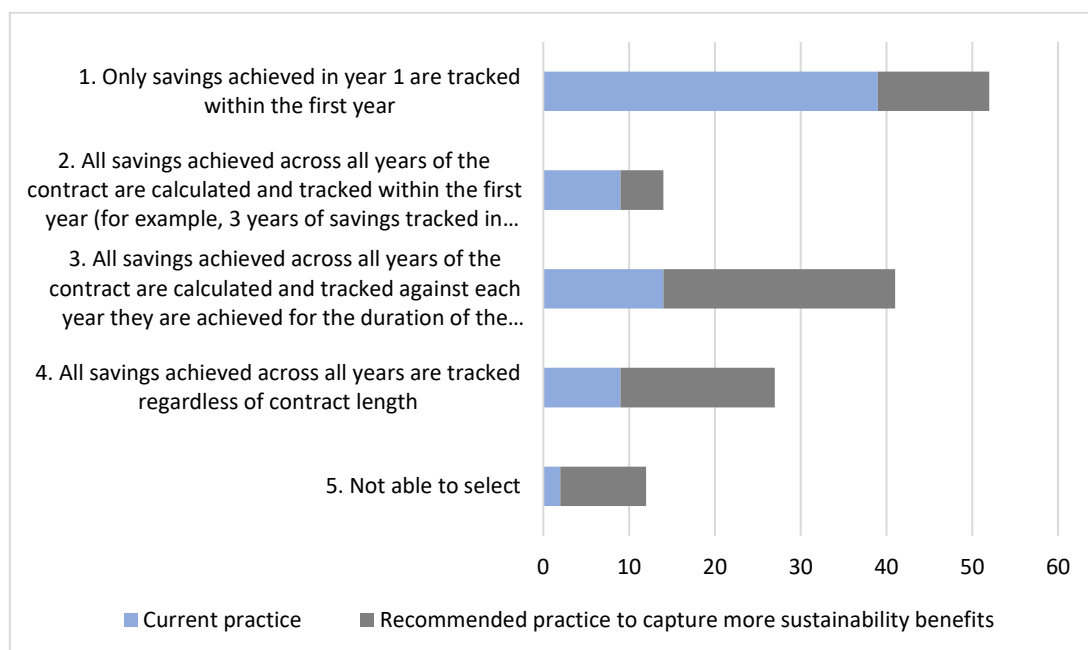 1. Only savings achieved in year 1 are tracked
within the first year
2. All savings achieved across all years of the
contract are calculated and tracked within the first
year (for example, 3 years of savings tracked in…
3. All savings achieved across all years of the
contract are calculated and tracked against each
year they are achieved for the duration of the…
4. All savings achieved across all years are tracked
regardless of contract length
5. Not able to select
0 10 20 30 40 50 60
Current practice Recommended practice to capture more sustainability benefits